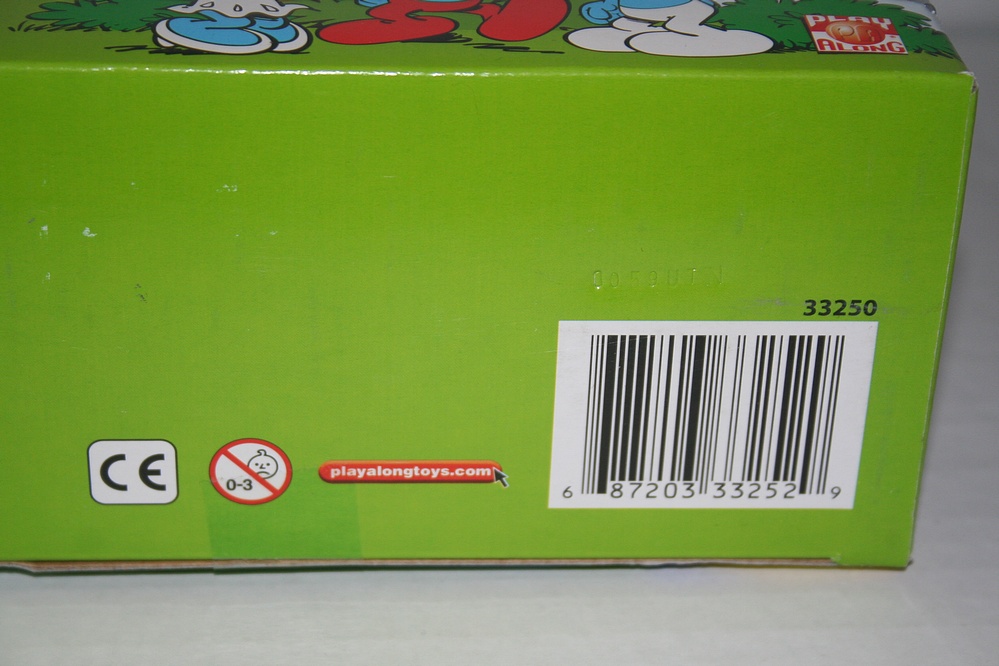 PLAY
ALONG
33250
CE
0-3
playalongtoys.com
6 87203 33252 9